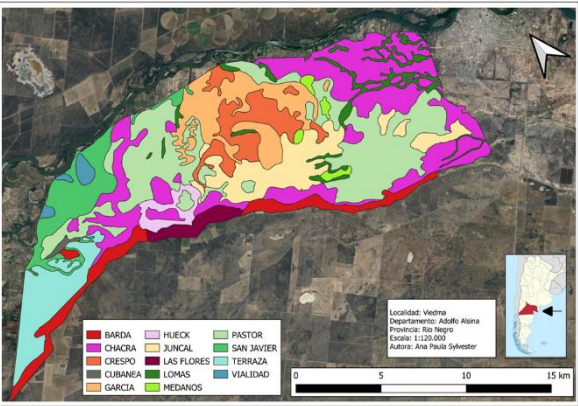 Localidad: Viedma
Departamento: Adolfo Alsina
Provincia: Río Negro
Escala: 1:120.000
Autora: Ana Paula Sylvester
BARDA HUECK PASTOR
CHACRA JUNCAL SAN JAVIER
CRESPO LAS FLORES TERRAZA
CUBANEA LOMAS VIALIDAD
GARCIA MEDANOS
0 5 10 15 km